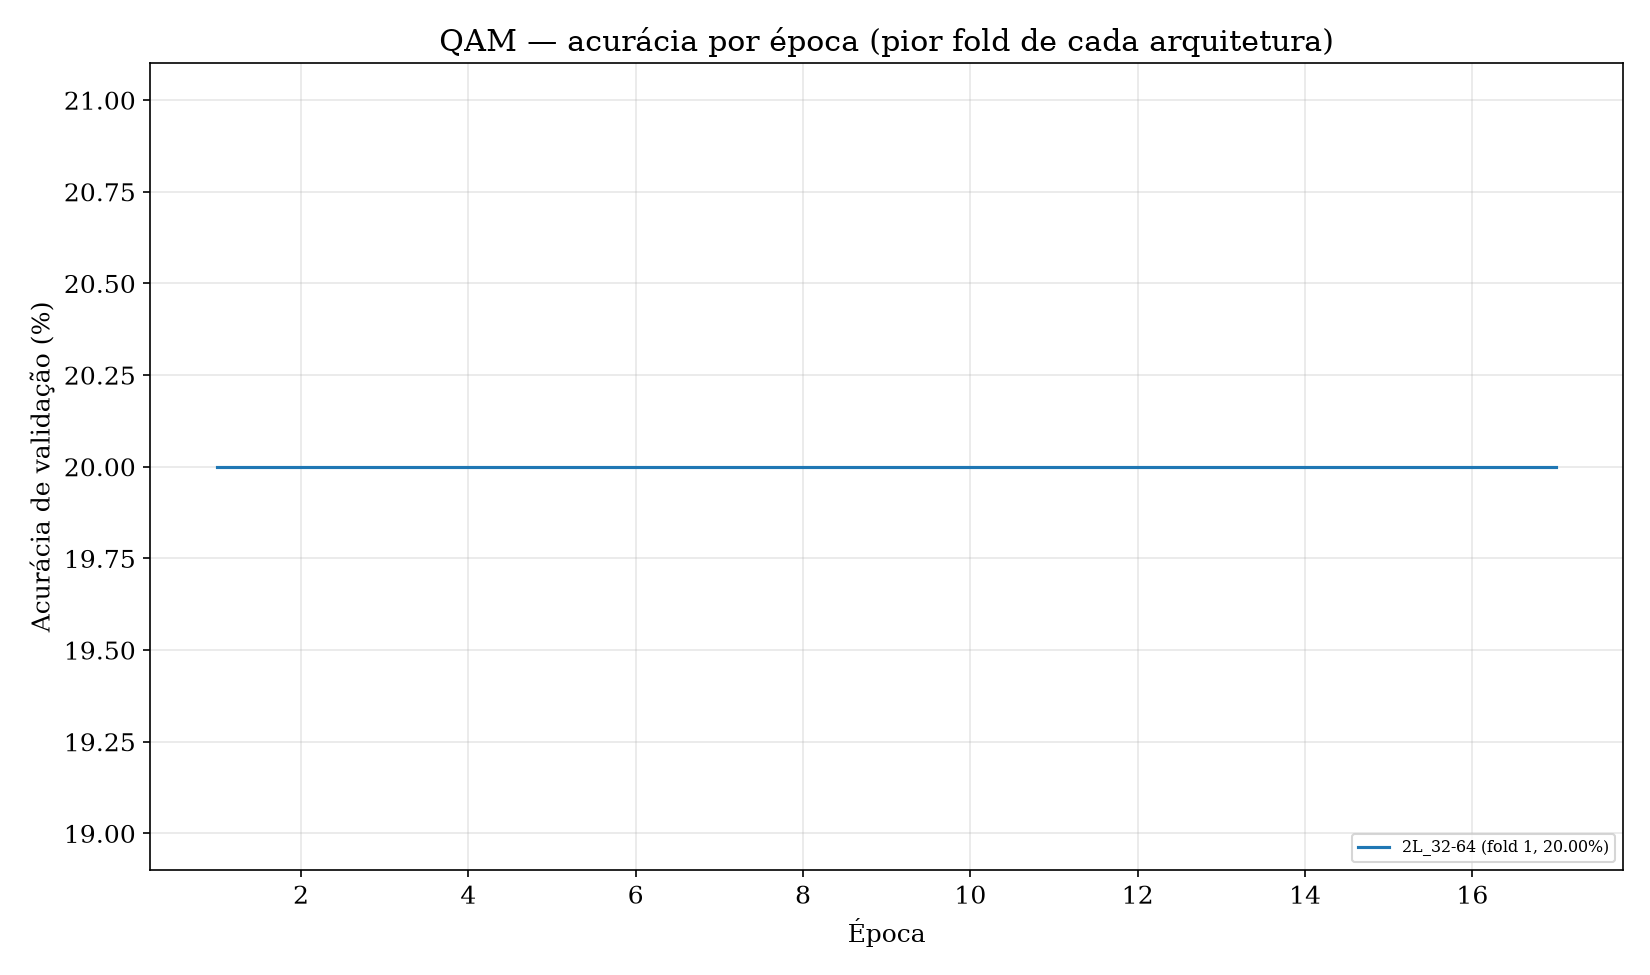 QAM — acurácia por época (pior fold de cada arquitetura)
Acurácia de validação (%)
21.00
20.75
20.50
20.25
20.00
19.75
19.50
19.25
19.00
2L_32-64 (fold 1, 20.00%)
2 4 6 8 10 12 14 16
Época